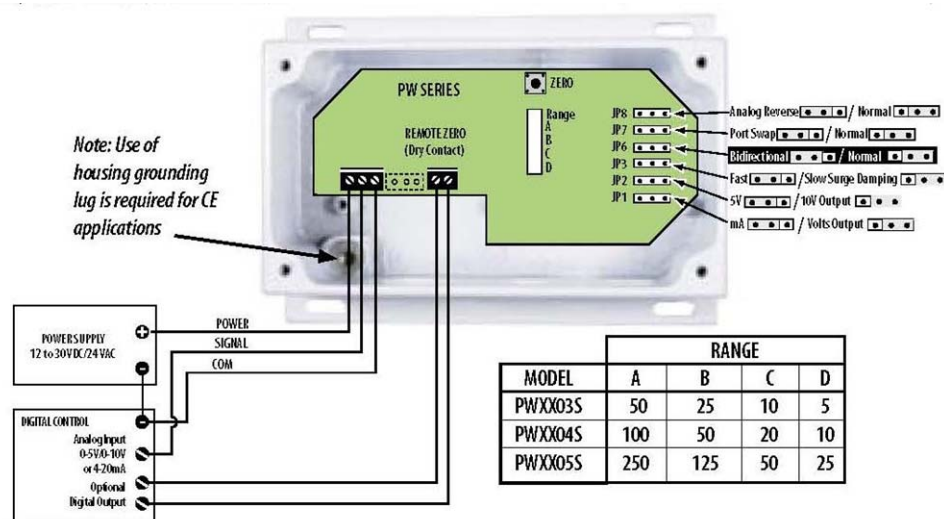 PW SERIES
ZERO
Range
A
B
C
D
REMOTE ZERO
(Dry Contact)
JP8
JP7
JP6
JP3
JP2
JP1
Analog Reverse / Normal
Port Swap / Normal
Bidirectional / Normal
Fast /Slow Surge Damping
5V /10V Output
mA / Volts Output
Note: Use of
housing grounding
lug is required for CE
applications
POWER SUPPLY
12 to 30VDC/24 VAC
POWER
SIGNAL
COM
DIGITAL CONTROL
Analog Input
0-5V/0-10V
or 4-20mA
Optional
Digital Output
RANGE
MODEL A B C D
PWXX03S 50 25 10 5
PWXX04S 100 50 20 10
PWXX05S 250 125 50 25